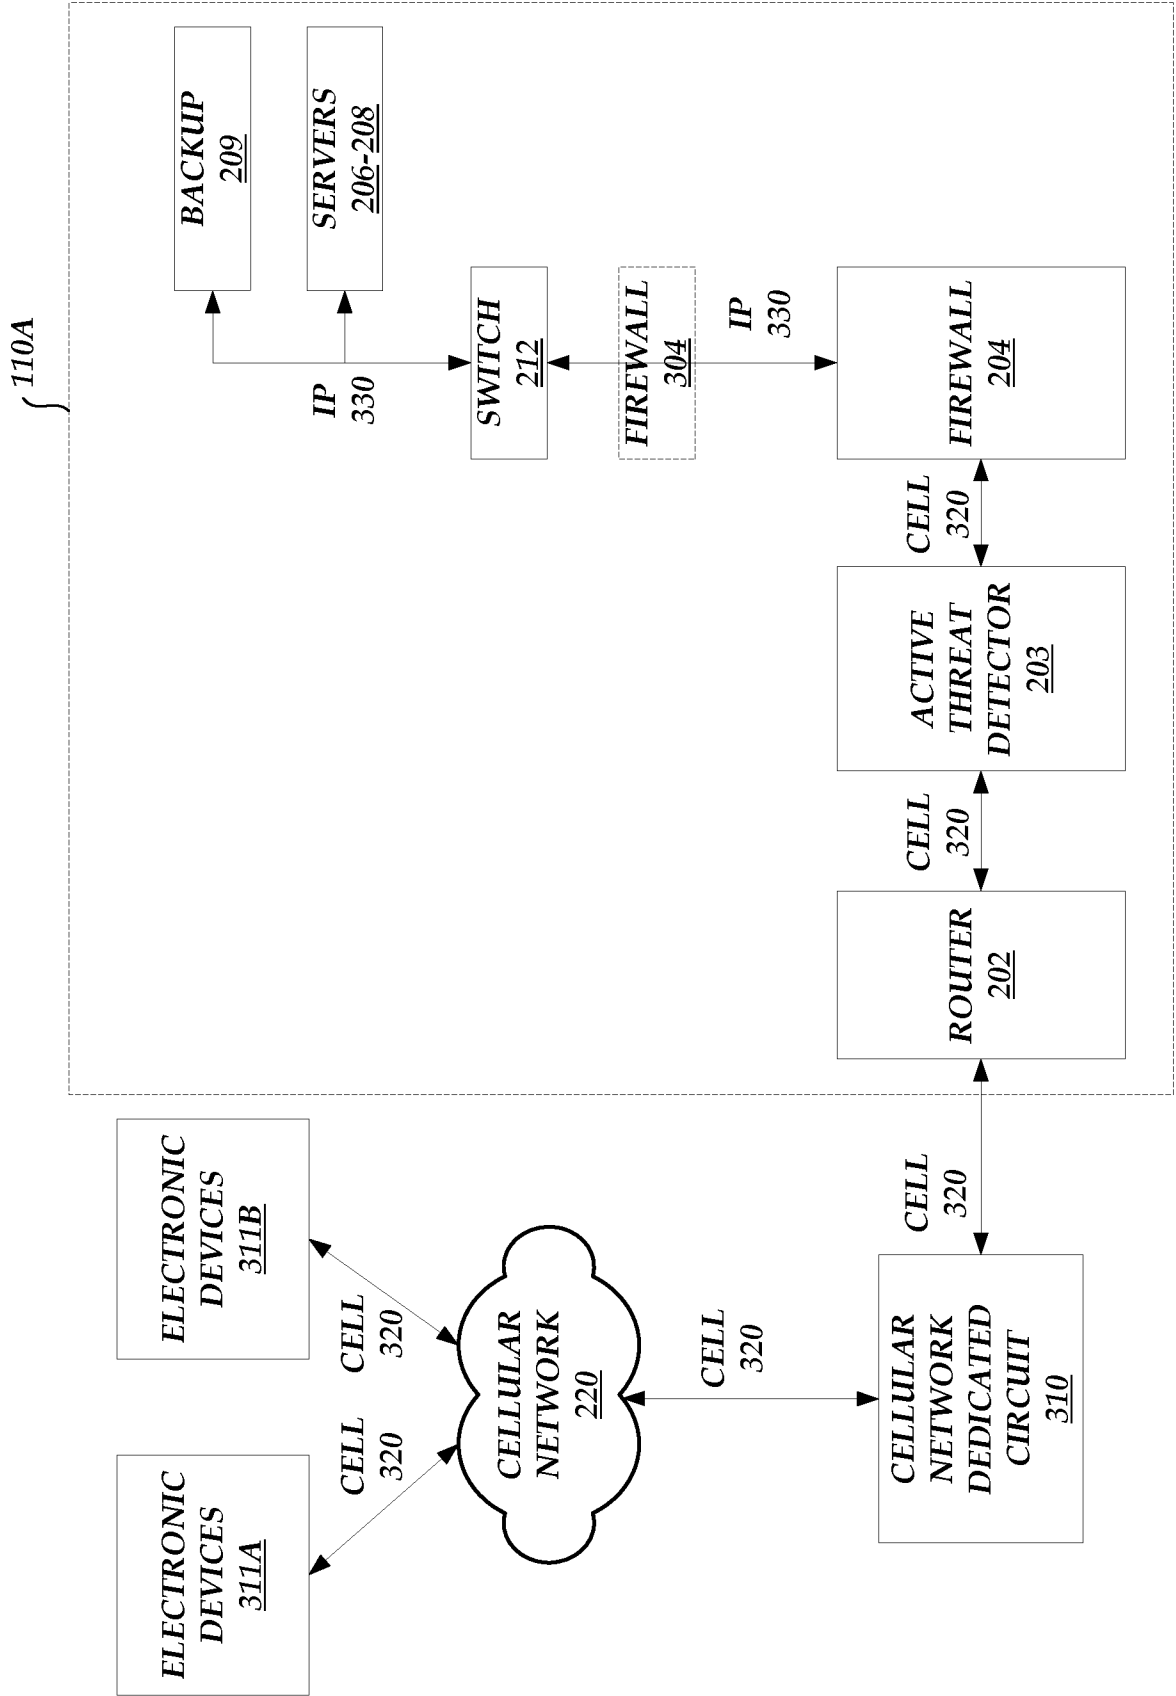 110A
ELECTRONIC
DEVICES
311A
ELECTRONIC
DEVICES
311B
CELL
320
CELL
320
CELLULAR
NETWORK
220
CELL
320
CELLULAR
NETWORK
DEDICATED
CIRCUIT
310
CELL
320
ROUTER
202
CELL
320
ACTIVE
THREAT
DETECTOR
203
CELL
320
FIREWALL
204
IP
330
FIREWALL
304
SWITCH
212
IP
330
SERVERS
206-208
BACKUP
209